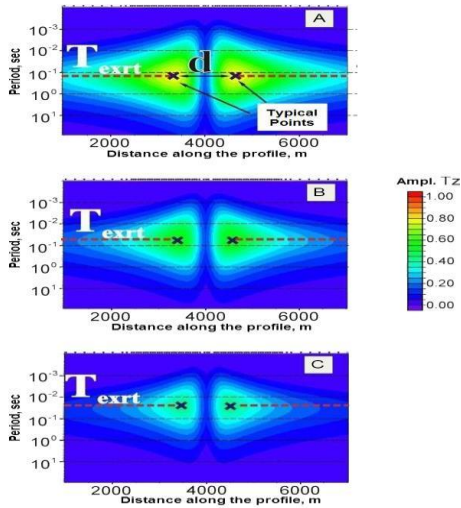 A
T exrt
d
Typical
Points
Period, sec
10⁻³
10⁻²
10⁻¹
10⁰
10¹
2000 4000 6000
Distance along the profile, m
B
T exrt
Period, sec
10⁻³
10⁻²
10⁻¹
10⁰
10¹
2000 4000 6000
Distance along the profile, m
Ampl. Tz
1.00
0.80
0.60
0.40
0.20
0.00
C
T exrt
Period, sec
10⁻³
10⁻²
10⁻¹
10⁰
10¹
2000 4000 6000
Distance along the profile, m